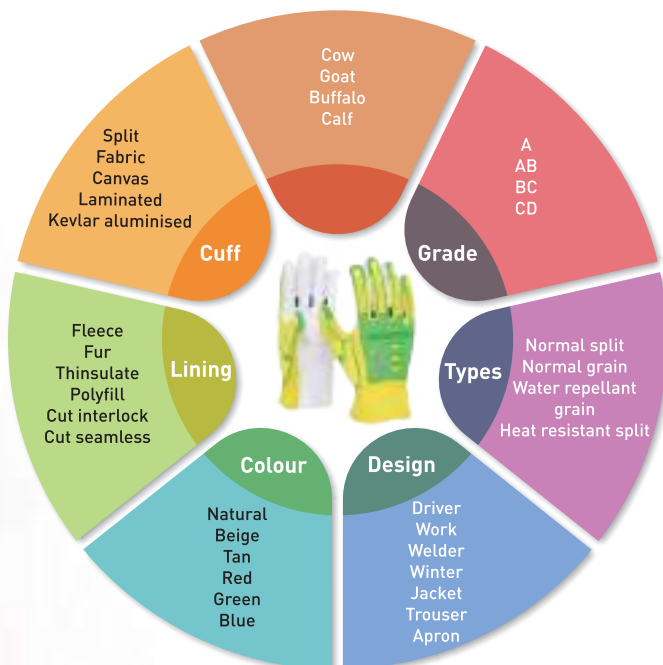 Cow
Goat
Buffalo
Calf
Grade
A
AB
BC
CD
Types
Normal split
Normal grain
Water repellant
grain
Heat resistant split
Design
Driver
Work
Welder
Winter
Jacket
Trouser
Apron
Colour
Natural
Beige
Tan
Red
Green
Blue
Lining
Fleece
Fur
Thinsulate
Polyfill
Cut interlock
Cut seamless
Cuff
Split
Fabric
Canvas
Laminated
Kevlar aluminised